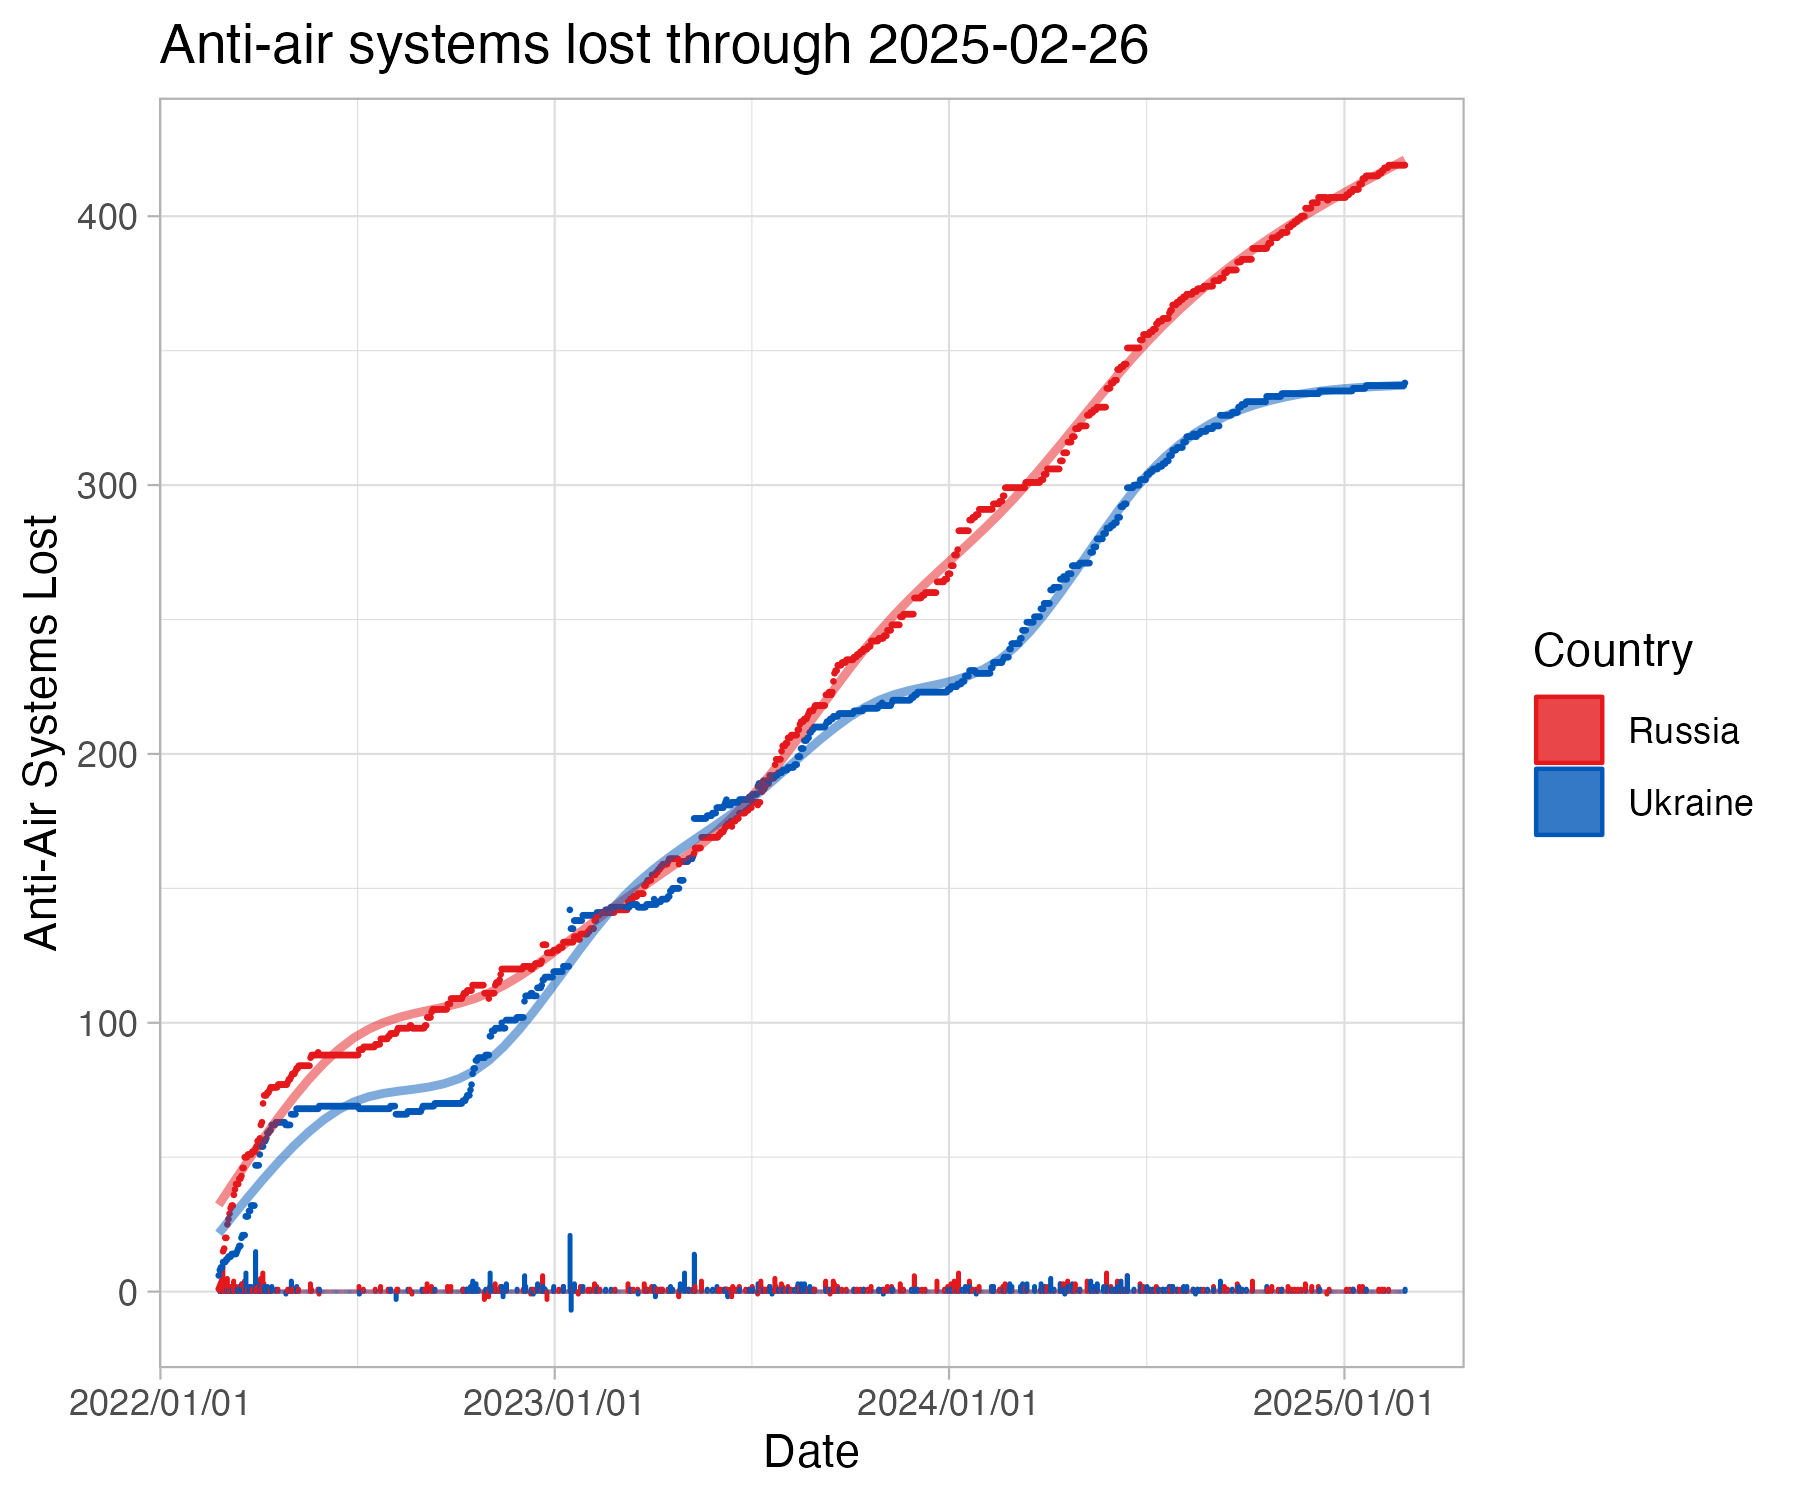 Anti-air systems lost through 2025-02-26
Anti-Air Systems Lost
400
300
200
100
0
2022/01/01
2023/01/01
2024/01/01
2025/01/01
Date
Country
Russia
Ukraine